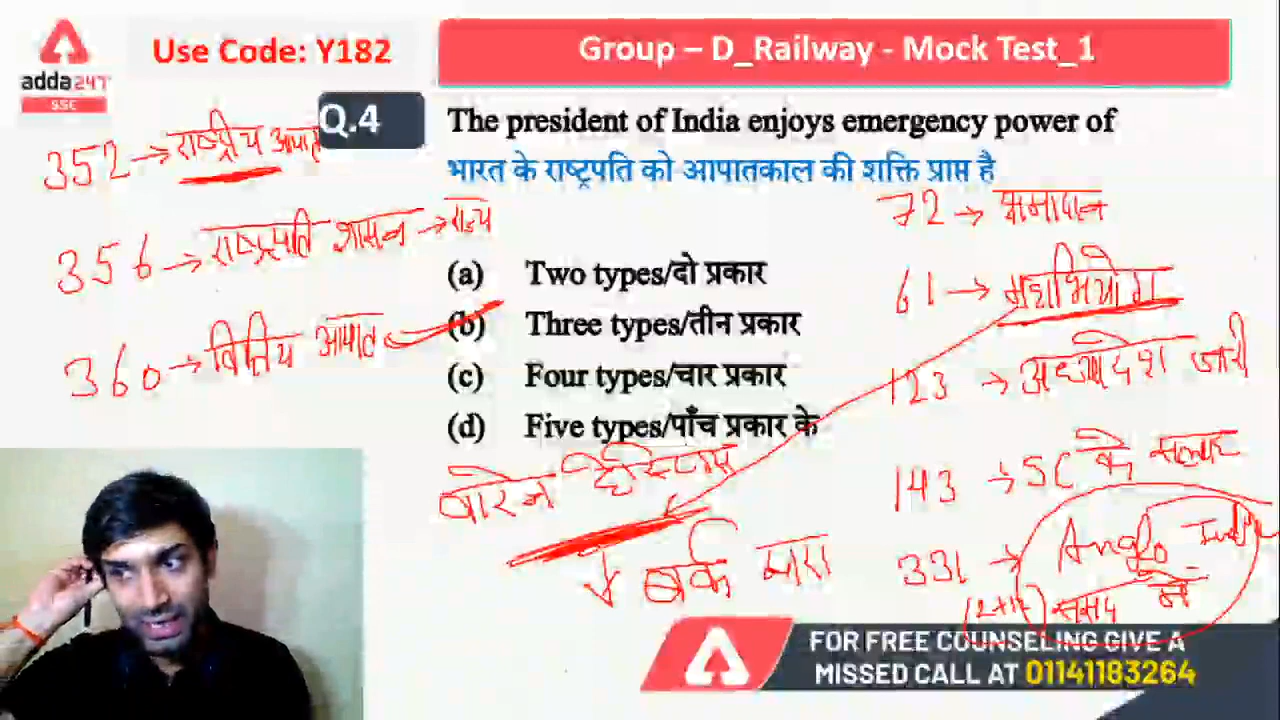 Use Code: Y182
Group – D_Railway - Mock Test_1
adda247
SSC
Q.4
The president of India enjoys emergency power of
भारत के राष्ट्रपति को आपातकाल की शक्ति प्राप्त है
352 → राष्ट्रीय
72 → क्षमादान
356 → राष्ट्रपति शासन → राज्य
(a) Two types/दो प्रकार
61 → महाभियोग
(b) Three types/तीन प्रकार
360 → वित्तिय आपात
(c) Four types/चार प्रकार
123 → अध्यादेश जारी
(d) Five types/पाँच प्रकार के
वारेन
143 → SC से सलाह
बर्क द्वारा
331 → Anglo
संसद में
FOR FREE COUNSELING GIVE A
MISSED CALL AT 01141183264